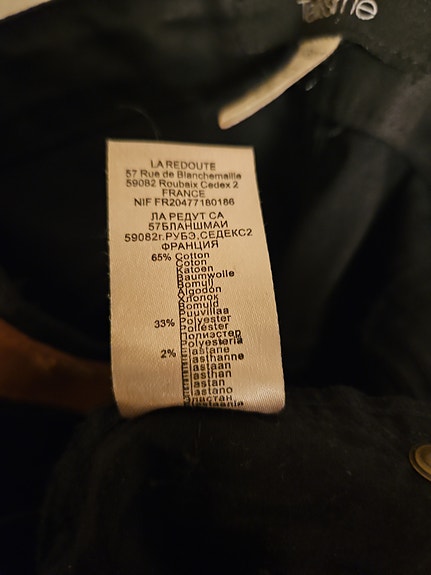 LA REDOUTE
57 Rue de Blanchemaille
59082 Roubaix Cedex 2
FRANCE
NIF FR20477180186
ЛА РЕДУТ СА
57БЛАНШМАЙ
59082г.РУБЭ,СЕДЕКС2
ФРАНЦИЯ
65% Cotton
Coton
Katoen
Baumwolle
Bomull
Algodon
Хлопок
Bomuld
Puuvillaa
33% Polyester
Poliester
Полиэстер
Polyesteria
2% Elastane
Elasthanne
Elastaan
Elasthan
Elastan
Elastano
Эластан